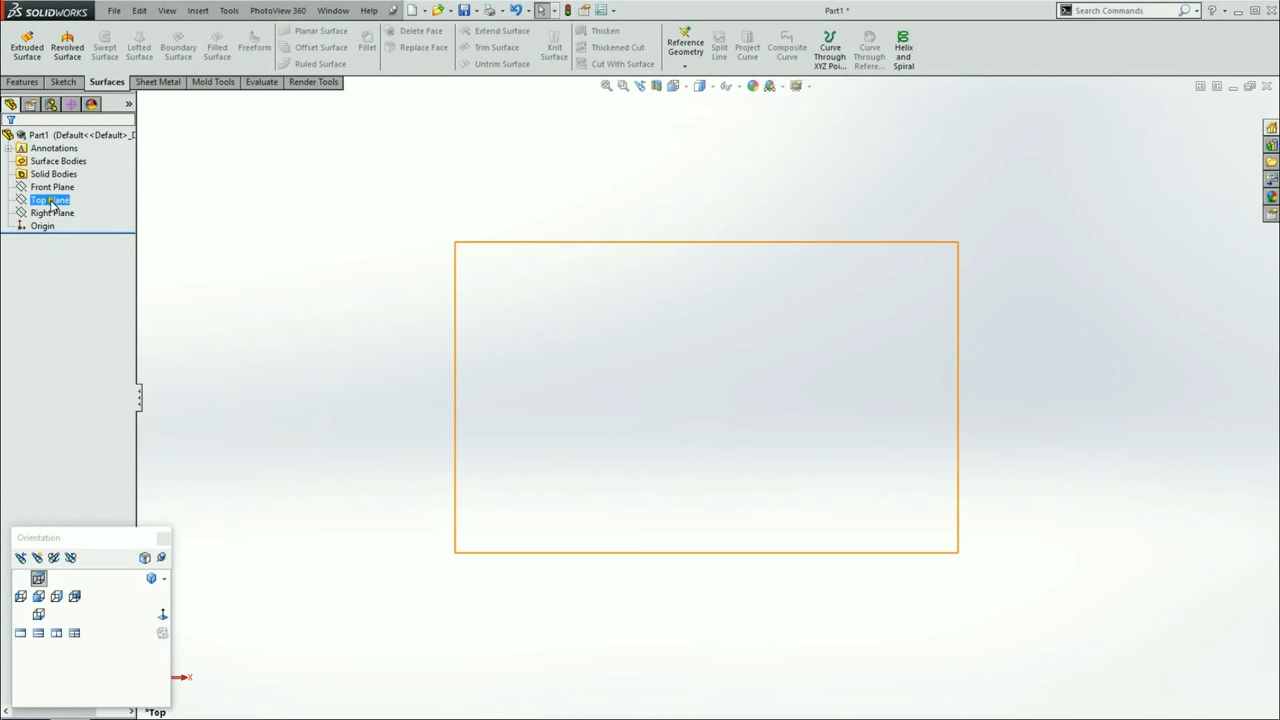 SOLIDWORKS File Edit View Insert Tools PhotoView 360 Window Help Part1 * Search Commands
Extruded Surface
Revolved Surface
Swept Surface
Lofted Surface
Boundary Surface
Filled Surface
Freeform
Planar Surface
Offset Surface
Ruled Surface
Fillet
Delete Face
Replace Face
Extend Surface
Trim Surface
Untrim Surface
Knit Surface
Thicken
Thickened Cut
Cut With Surface
Reference Geometry
Split Line
Project Curve
Composite Curve
Curve Through XYZ Poi...
Curve Through Refere...
Helix and Spiral
Features Sketch Surfaces Sheet Metal Mold Tools Evaluate Render Tools
Part1 (Default<<Default>_D
Annotations
Surface Bodies
Solid Bodies
Front Plane
Top Plane
Right Plane
Origin
Orientation
X
*Top